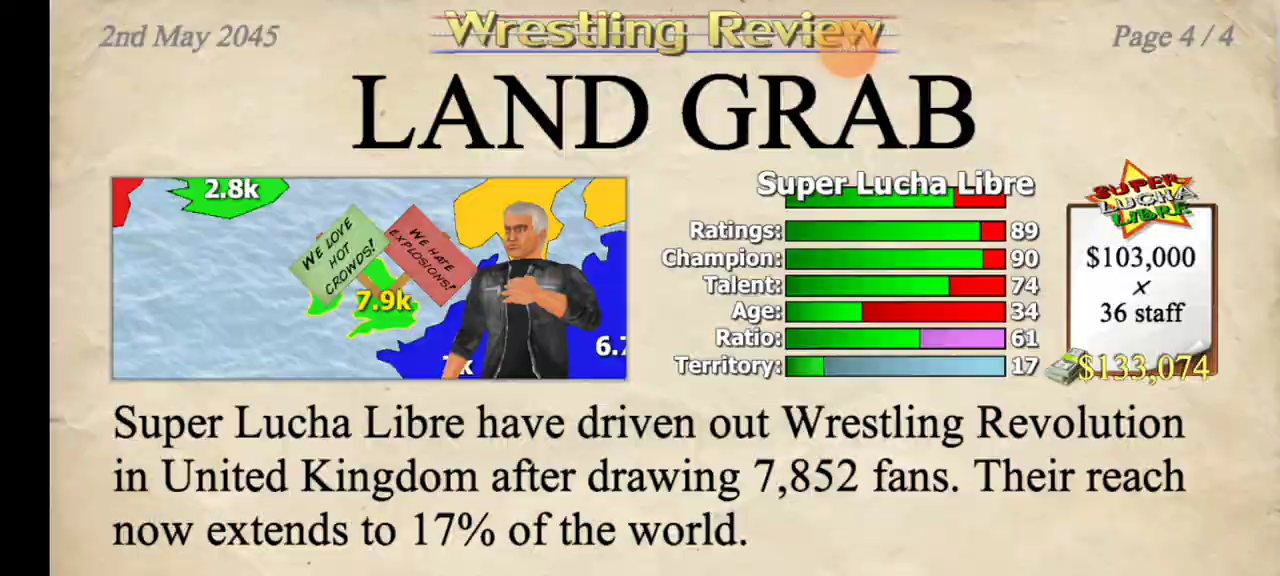 2nd May 2045
Wrestling Review
Page 4 / 4
LAND GRAB
2.8k
WE LOVE
HOT
CROWDS!
WE HATE
EXPLOSIONS!
7.9k
Super Lucha Libre
Ratings: 89
Champion: 90
Talent: 74
Age: 34
Ratio: 61
Territory: 17
SUPER
LUCHA
LIBRE
$103,000
x
36 staff
$133,074
Super Lucha Libre have driven out Wrestling Revolution
in United Kingdom after drawing 7,852 fans. Their reach
now extends to 17% of the world.